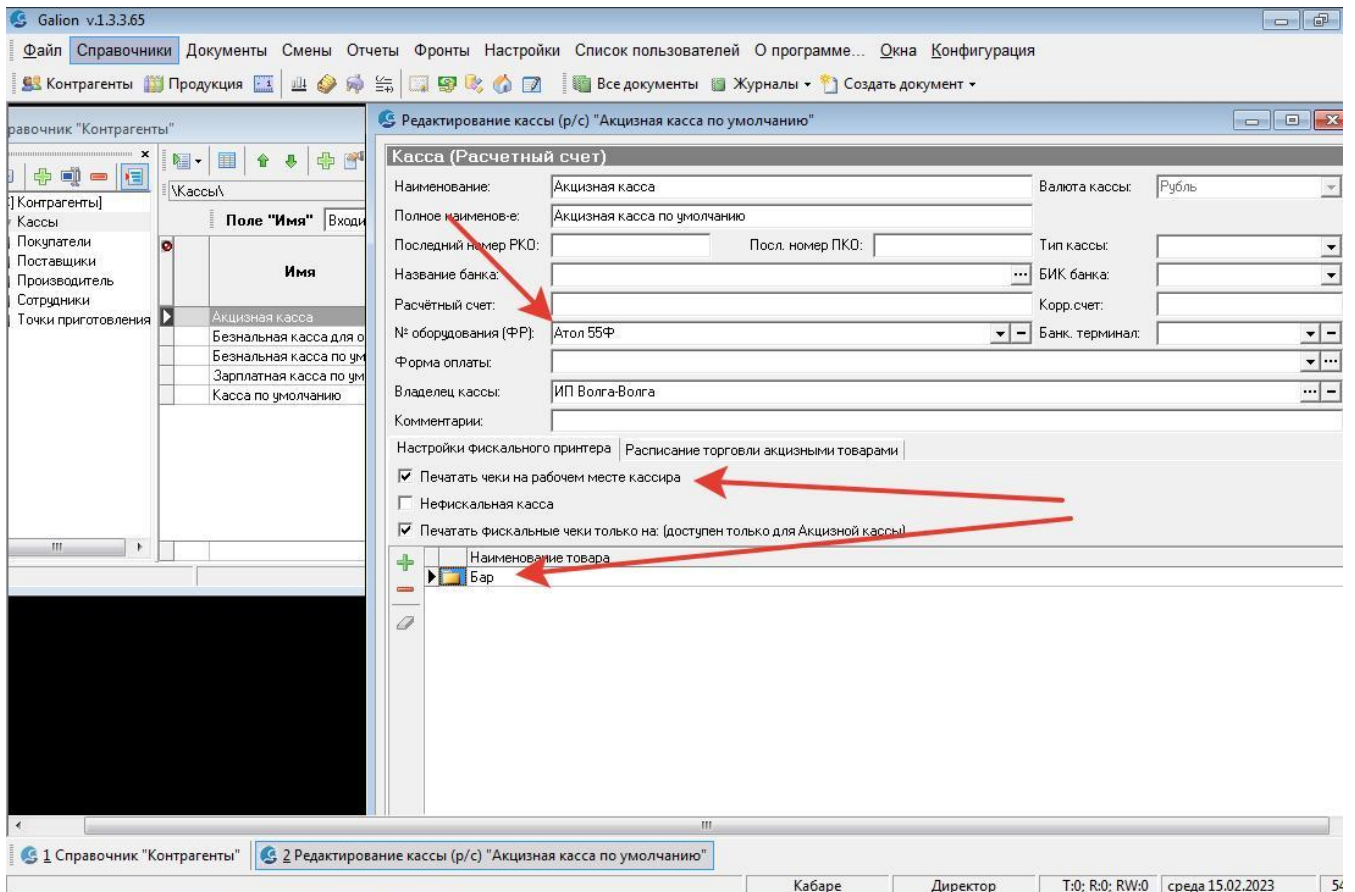 Galion v.1.3.3.65
Файл Справочники Документы Смены Отчеты Фронты Настройки Список пользователей О программе... Окна Конфигурация
Контрагенты Продукция Все документы Журналы Создать документ
равочник "Контрагенты"
Редактирование кассы (р/с) "Акцизная касса по умолчанию"
Касса (Расчетный счет)
] Контрагенты]
Кассы
Покупатели
Поставщики
Производитель
Сотрудники
Точки приготовления
\Кассы\
Поле "Имя" Входи
Имя
Акцизная касса
Безнальная касса для о
Безнальная касса по ум
Зарплатная касса по ум
Касса по умолчанию
Наименование: Акцизная касса Валюта кассы: Рубль
Полное наименов-е: Акцизная касса по умолчанию
Последний номер РКО: Посл. номер ПКО: Тип кассы:
Название банка: БИК банка:
Расчётный счет: Корр.счет:
№ оборудования (ФР): Атол 55Ф Банк. терминал:
Форма оплаты:
Владелец кассы: ИП Волга-Волга
Комментарии:
Настройки фискального принтера Расписание торговли акцизными товарами
Печатать чеки на рабочем месте кассира
Нефискальная касса
Печатать фискальные чеки только на: (доступен только для Акцизной кассы)
Наименование товара
Бар
1 Справочник "Контрагенты" 2 Редактирование кассы (р/с) "Акцизная касса по умолчанию"
Кабаре Директор T:0; R:0; RW:0 среда 15.02.2023 54